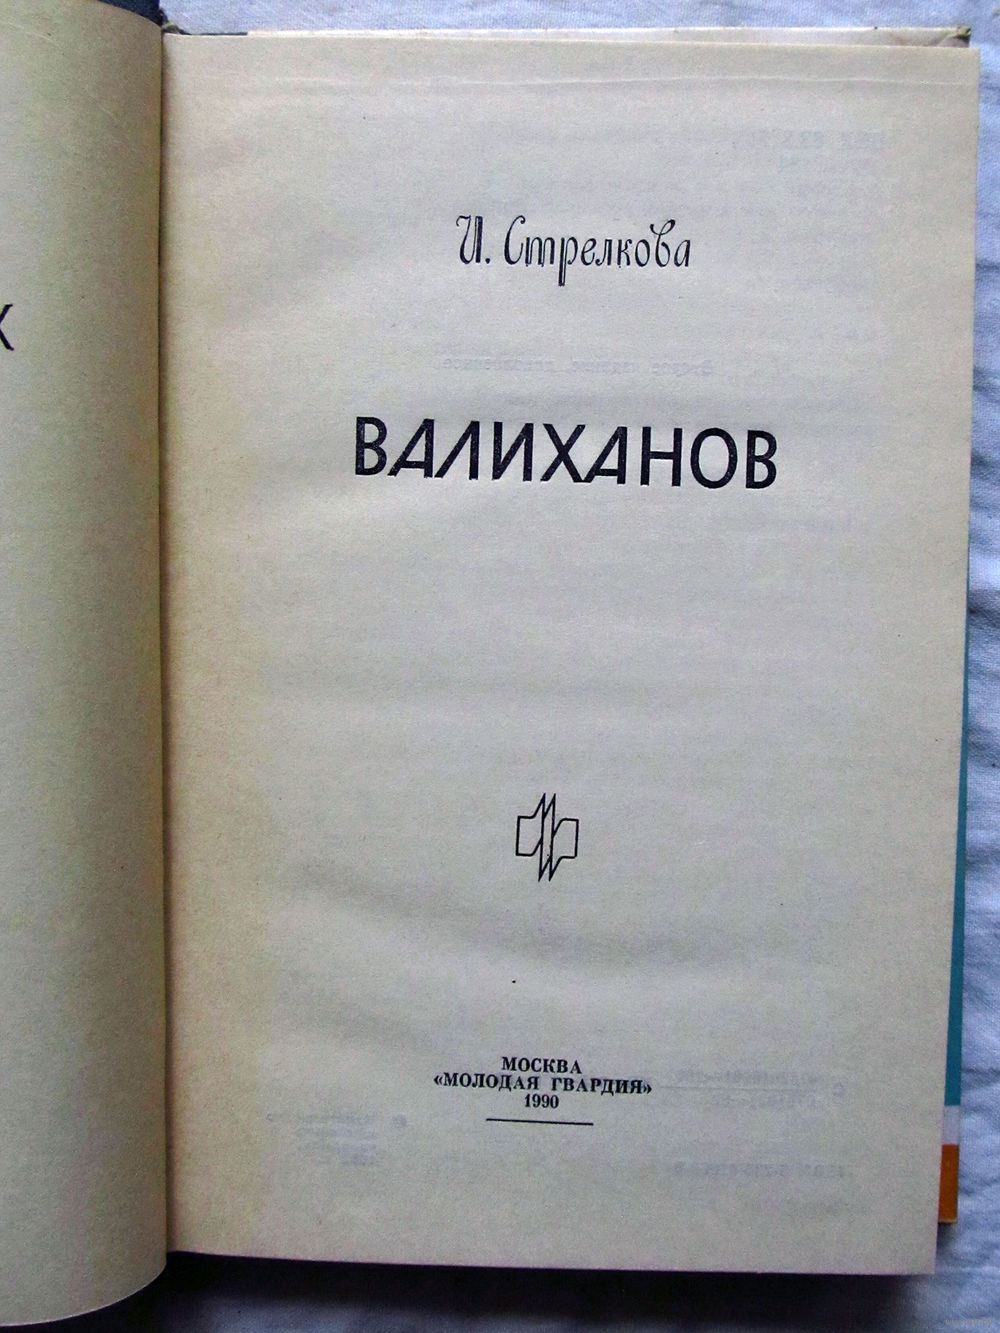 И. Стрелкова
ВАЛИХАНОВ
МОСКВА
«МОЛОДАЯ ГВАРДИЯ»
1990